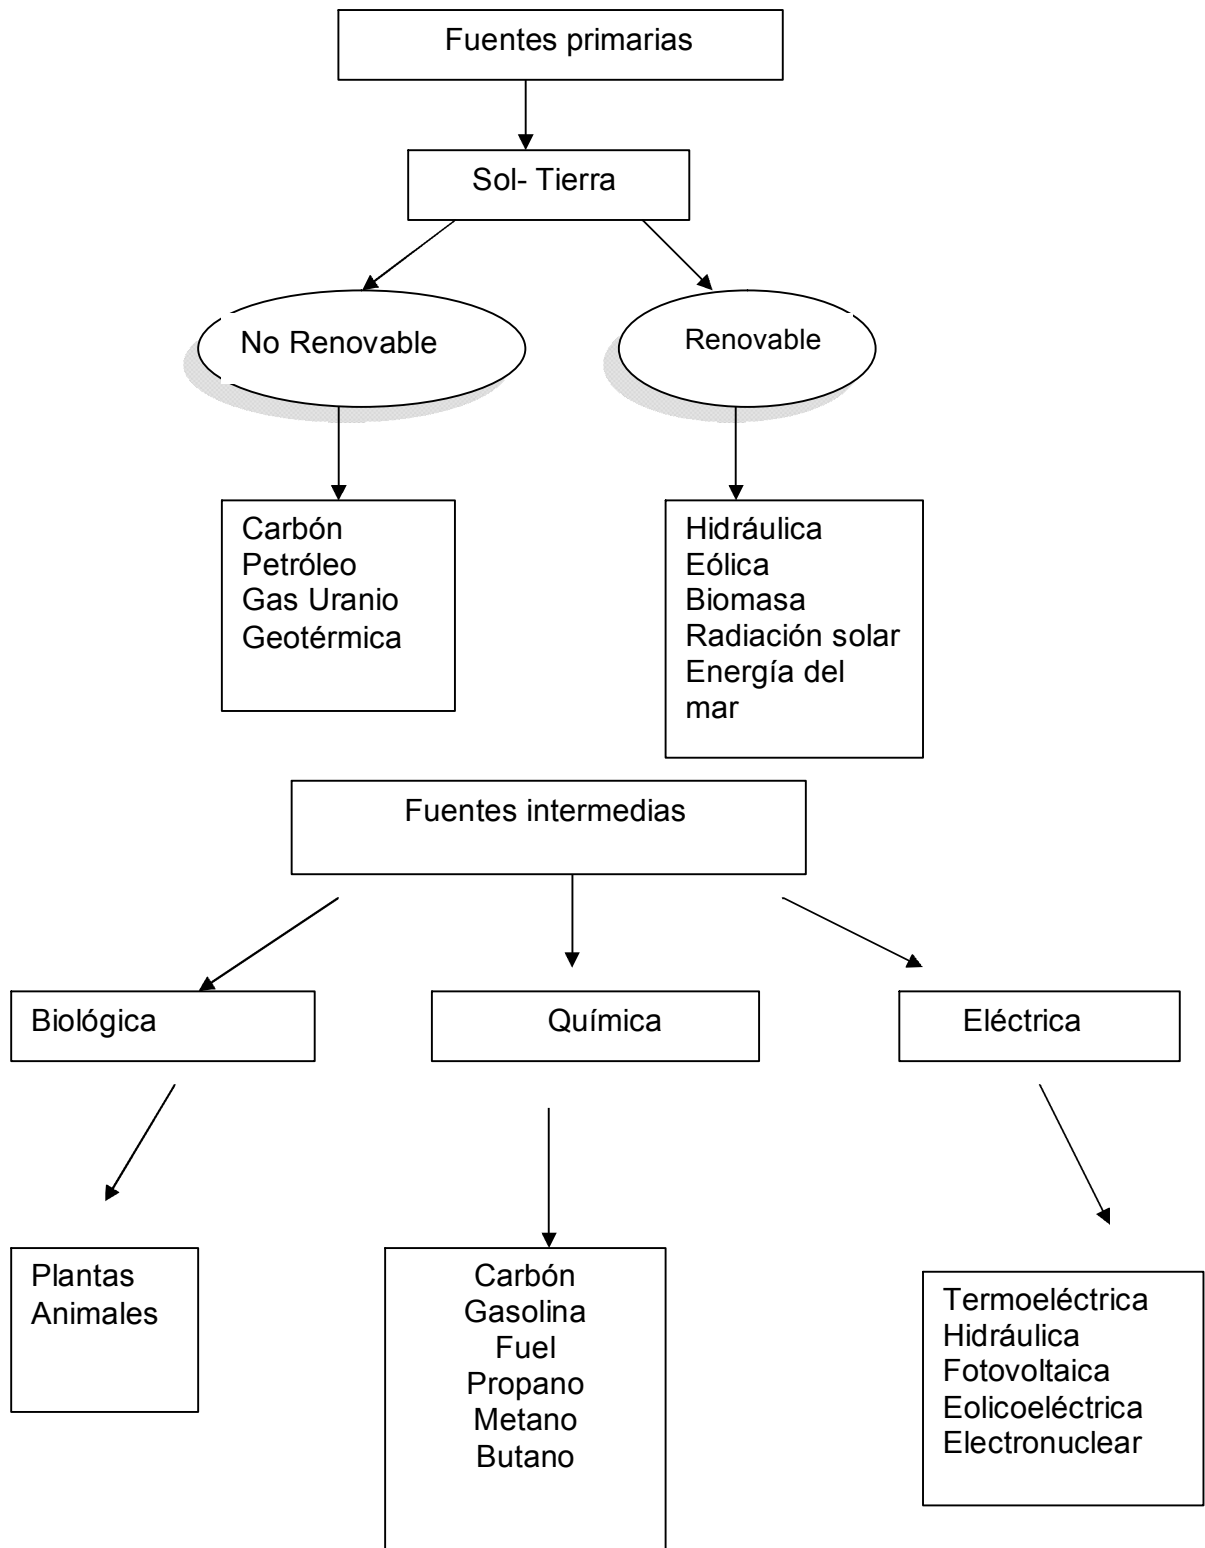 Fuentes primarias
Sol- Tierra
No Renovable
Renovable
Carbón
Petróleo
Gas Uranio
Geotérmica
Hidráulica
Eólica
Biomasa
Radiación solar
Energía del
mar
Fuentes intermedias
Biológica
Química
Eléctrica
Plantas
Animales
Carbón
Gasolina
Fuel
Propano
Metano
Butano
Termoeléctrica
Hidráulica
Fotovoltaica
Eolicoeléctrica
Electronuclear